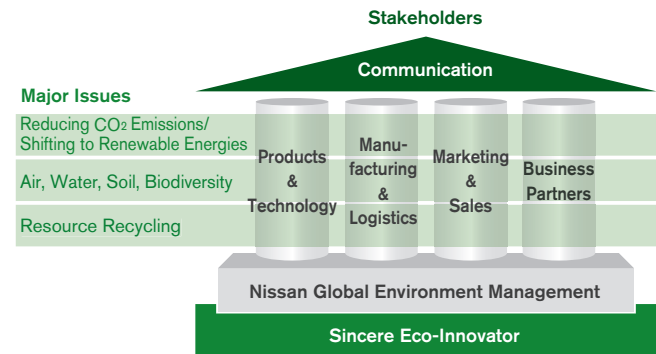 Stakeholders
Communication
Major Issues
Reducing CO2 Emissions/
Shifting to Renewable Energies
Air, Water, Soil, Biodiversity
Resource Recycling
Products
&
Technology
Manu-
facturing
&
Logistics
Marketing
&
Sales
Business
Partners
Nissan Global Environment Management
Sincere Eco-Innovator